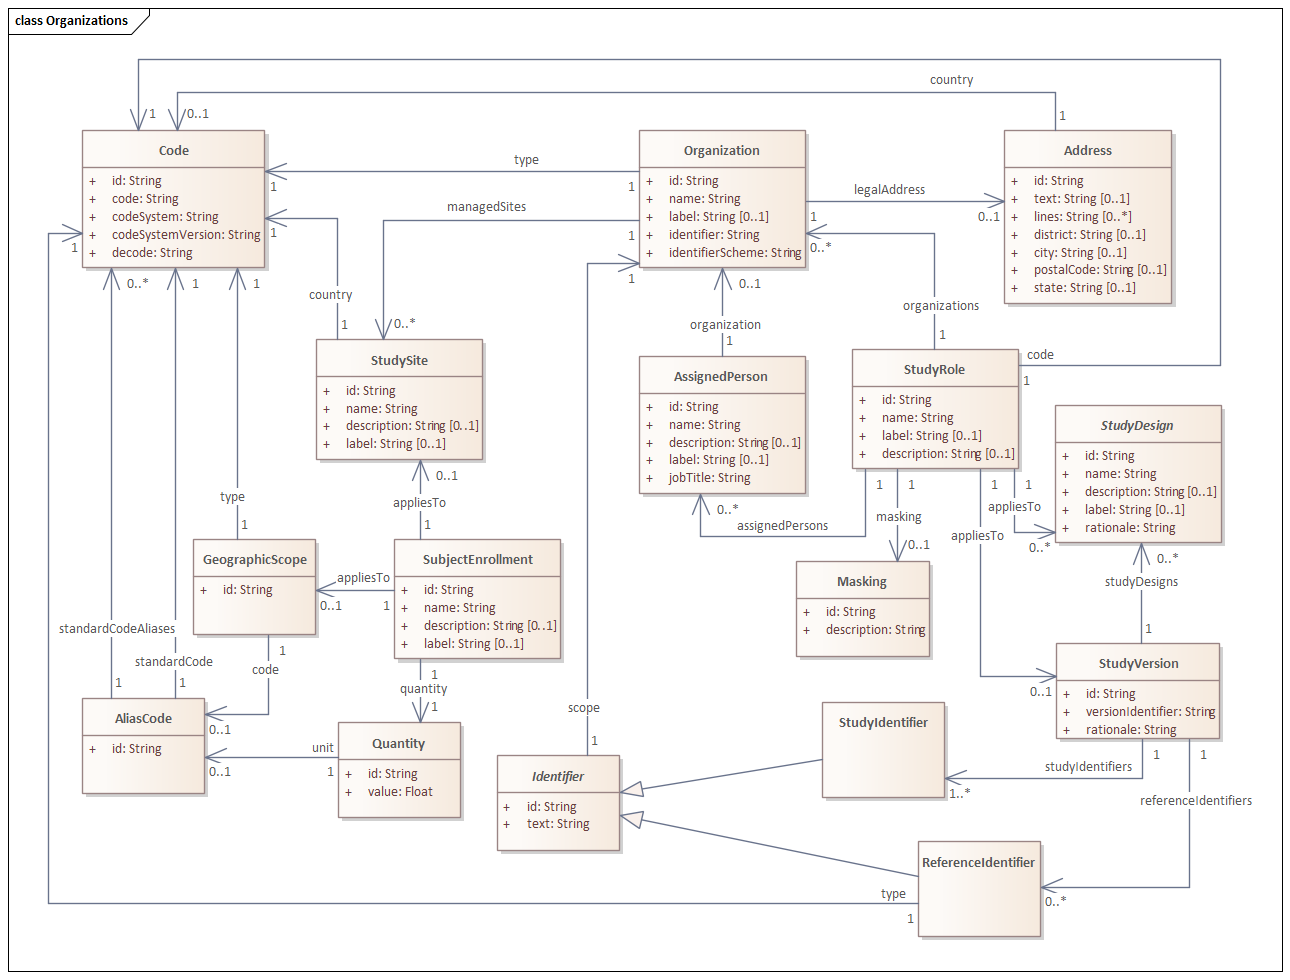 class Organizations
country
1
0..1
1
Code
+ id: String
+ code: String
+ codeSystem: String
+ codeSystemVersion: String
+ decode: String
Organization
+ id: String
+ name: String
+ label: String [0..1]
+ identifier: String
+ identifierScheme: String
Address
+ id: String
+ text: String [0..1]
+ lines: String [0..*]
+ district: String [0..1]
+ city: String [0..1]
+ postalCode: String [0..1]
+ state: String [0..1]
type
1
1
legalAddress
1
0..1
managedSites
1
0..*
1
country
1
1
0..*
1
1
0..*
organizations
1
1
0..1
organization
1
code
1
StudySite
+ id: String
+ name: String
+ description: String [0..1]
+ label: String [0..1]
AssignedPerson
+ id: String
+ name: String
+ description: String [0..1]
+ label: String [0..1]
+ jobTitle: String
StudyRole
+ id: String
+ name: String
+ label: String [0..1]
+ description: String [0..1]
StudyDesign
+ id: String
+ name: String
+ description: String [0..1]
+ label: String [0..1]
+ rationale: String
0..1
appliesTo
1
type
1
0..*
assignedPersons
1
1
masking
0..1
1
appliesTo
1
appliesTo
0..*
0..*
studyDesigns
1
GeographicScope
+ id: String
SubjectEnrollment
+ id: String
+ name: String
+ description: String [0..1]
+ label: String [0..1]
appliesTo
0..1
1
Masking
+ id: String
+ description: String
standardCodeAliases
1
standardCode
1
1
code
0..1
1
quantity
1
StudyVersion
+ id: String
+ versionIdentifier: String
+ rationale: String
0..1
AliasCode
+ id: String
unit
0..1
1
Quantity
+ id: String
+ value: Float
scope
1
Identifier
+ id: String
+ text: String
StudyIdentifier
studyIdentifiers
1
1..*
1
referenceIdentifiers
0..*
ReferenceIdentifier
type
1